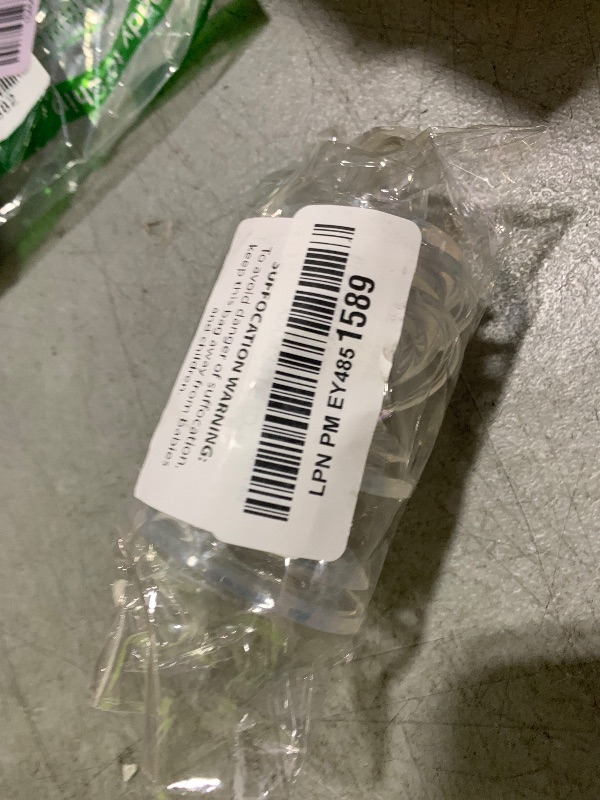 SUFFOCATION WARNING:
To avoid danger of suffocation,
keep this bag away from babies
and children.
LPN PM EY4851589